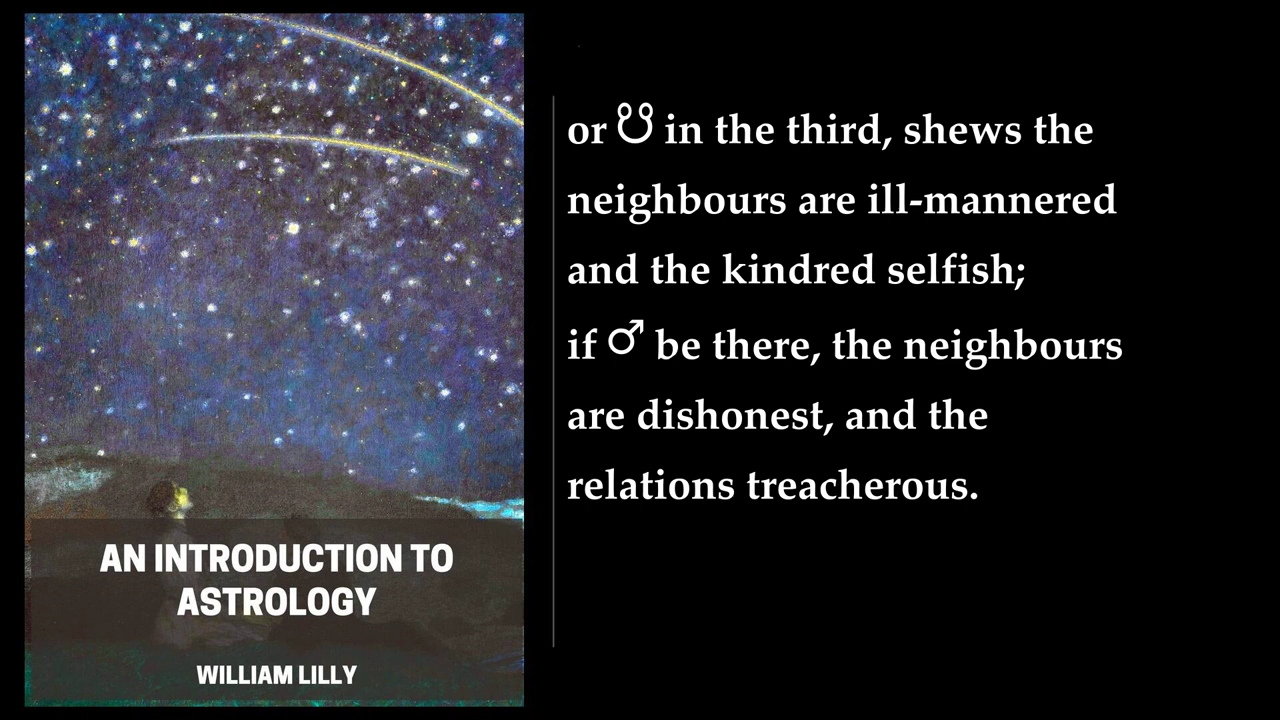 or ☋ in the third, shews the
neighbours are ill-mannered
and the kindred selfish;
if ♂ be there, the neighbours
are dishonest, and the
relations treacherous.
AN INTRODUCTION TO
ASTROLOGY
WILLIAM LILLY